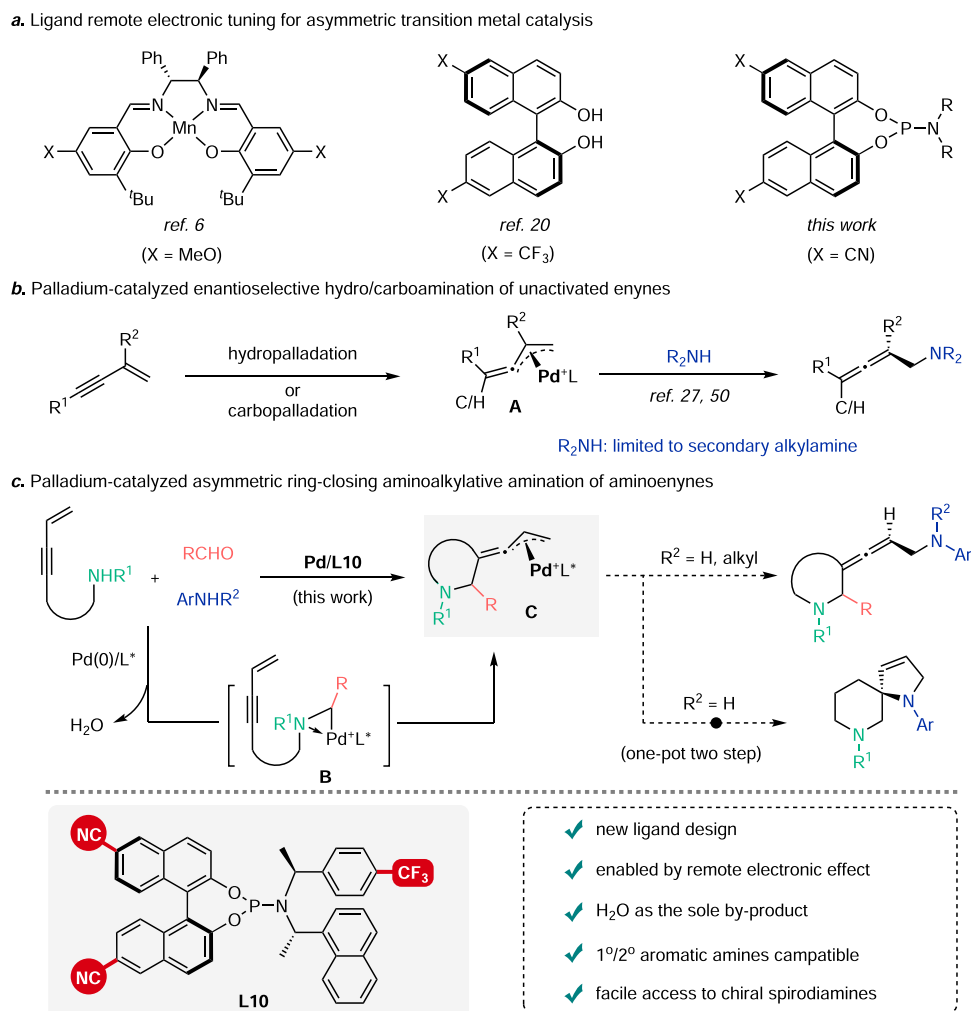 a. Ligand remote electronic tuning for asymmetric transition metal catalysis
Ph Ph
N N
Mn
X O O X
ᵗBu ᵗBu
ref. 6
(X = MeO)
X
OH
OH
X
ref. 20
(X = CF₃)
X
O R
P N
O R
X
this work
(X = CN)
b. Palladium-catalyzed enantioselective hydro/carboamination of unactivated enynes
R²
R¹
hydropalladation
or
carbopalladation
R²
R¹
Pd⁺L
C/H
A
R₂NH
ref. 27, 50
R²
R¹
NR₂
C/H
R₂NH: limited to secondary alkylamine
c. Palladium-catalyzed asymmetric ring-closing aminoalkylative amination of aminoenynes
NHR¹
+
RCHO
ArNHR²
Pd/L10
(this work)
Pd⁺L*
N
R
R¹
C
R² = H, alkyl
H
R²
N
Ar
N
R
R¹
Pd(0)/L*
H₂O
R
R¹N
Pd⁺L*
B
R² = H
(one-pot two step)
N
Ar
N
R¹
NC
CF₃
O
P N
O
NC
L10
new ligand design
enabled by remote electronic effect
H₂O as the sole by-product
1º/2º aromatic amines campatible
facile access to chiral spirodiamines